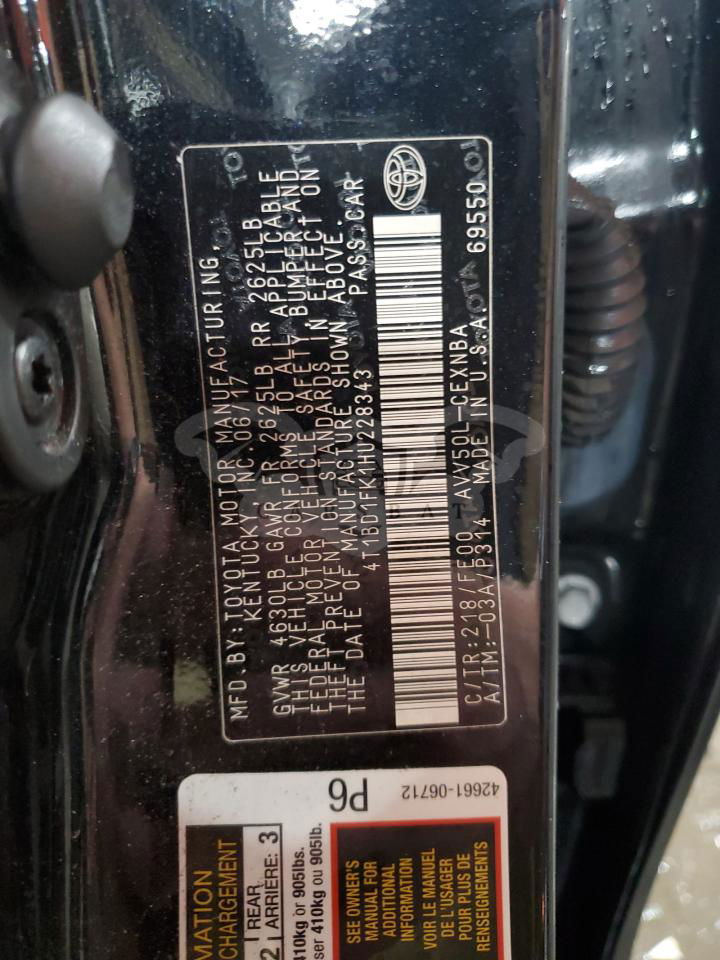 MFD.BY:TOYOTA MOTOR MANUFACTURING,
KENTUCKY, INC.06/17
GVWR 4630LB GAWR FR 2625LB RR 2625LB
THIS VEHICLE CONFORMS TO ALL APPLICABLE
FEDERAL MOTOR VEHICLE SAFETY, BUMPER AND
THEFT PREVENTION STANDARDS IN EFFECT ON
THE DATE OF MANUFACTURE SHOWN ABOVE.
4T1BD1FK1HU228343 PASS.CAR
C/TR:218/FE00 AVV50L-CEXNBA
A/TM:-03A/P314 MADE IN U.S.A. 69550
P6
42661-06712
CHARGEMENT
2 REAR
ARRIÈRE: 3
410kg or 905lbs.
ser 410kg ou 905lb.
SEE OWNER'S
MANUAL FOR
ADDITIONAL
INFORMATION
VOIR LE MANUEL
DE L'USAGER
POUR PLUS DE
RENSEIGNEMENTS